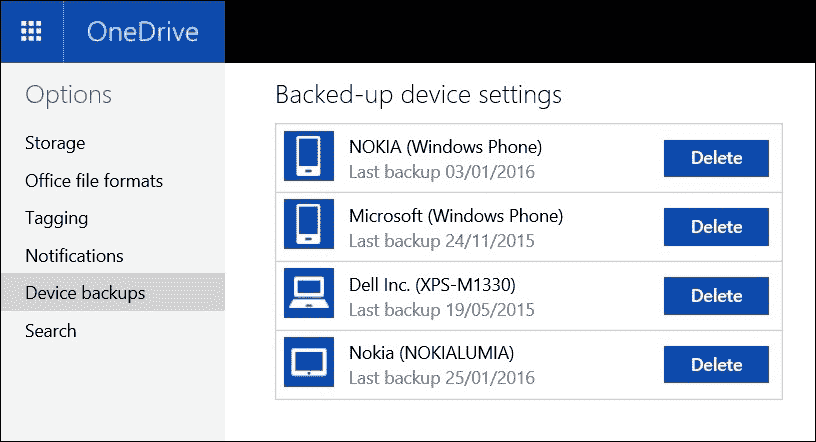 OneDrive
Options
Storage
Office file formats
Tagging
Notifications
Device backups
Search
Backed-up device settings
NOKIA (Windows Phone)
Last backup 03/01/2016
Delete
Microsoft (Windows Phone)
Last backup 24/11/2015
Delete
Dell Inc. (XPS-M1330)
Last backup 19/05/2015
Delete
Nokia (NOKIALUMIA)
Last backup 25/01/2016
Delete